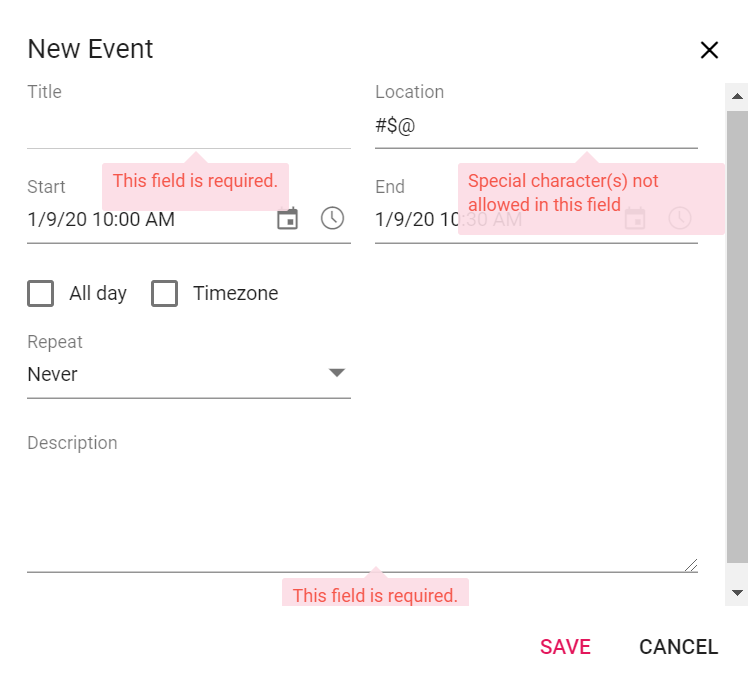 New Event
Title
Location
#$@
This field is required.
Special character(s) not
allowed in this field
Start
End
1/9/20 10:00 AM
1/9/20 10:30 AM
All day
Timezone
Repeat
Never
Description
This field is required.
SAVE
CANCEL